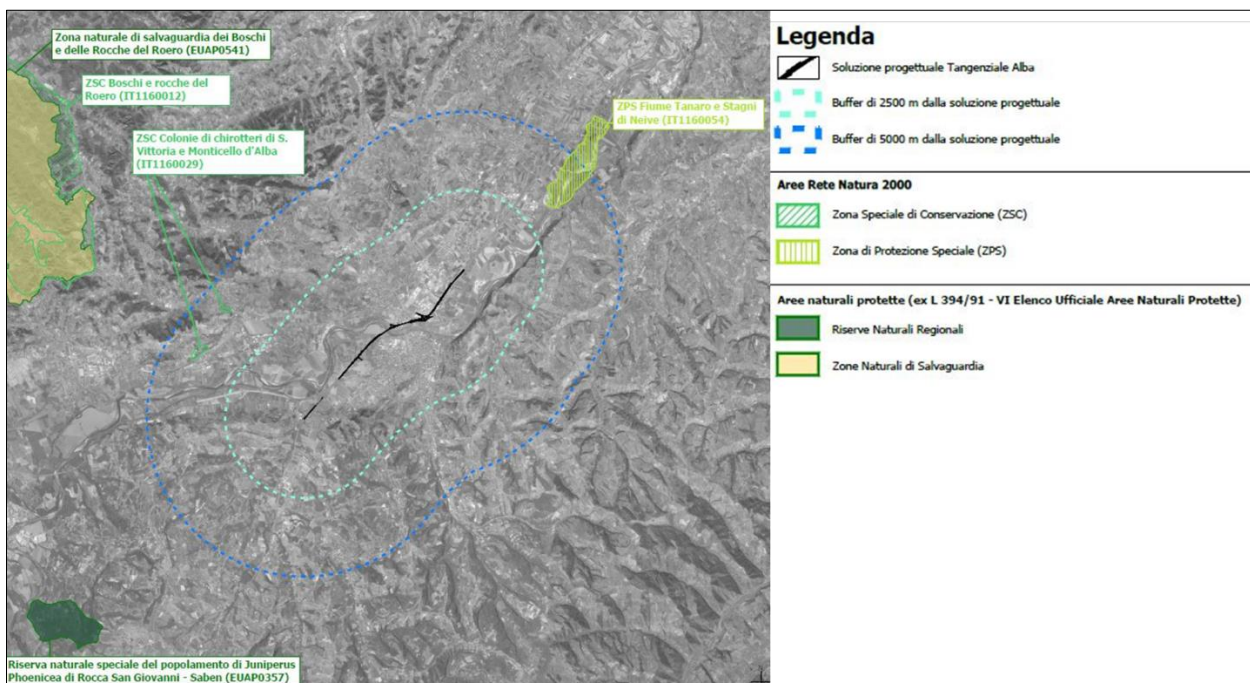 Zona naturale di salvaguardia dei Boschi
e delle Rocche del Roero (EUAP0541)
ZSC Boschi e rocche del
Roero (IT1160012)
ZSC Colonie di chirotteri di S.
Vittoria e Monticello d'Alba
(IT1160029)
ZPS Fiume Tanaro e Stagni
di Neive (IT1160054)
Riserva naturale speciale del popolamento di Juniperus
Phoenicea di Rocca San Giovanni - Saben (EUAP0357)
Legenda
Soluzione progettuale Tangenziale Alba
Buffer di 2500 m dalla soluzione progettuale
Buffer di 5000 m dalla soluzione progettuale
Aree Rete Natura 2000
Zona Speciale di Conservazione (ZSC)
Zona di Protezione Speciale (ZPS)
Aree naturali protette (ex L 394/91 - VI Elenco Ufficiale Aree Naturali Protette)
Riserve Naturali Regionali
Zone Naturali di Salvaguardia